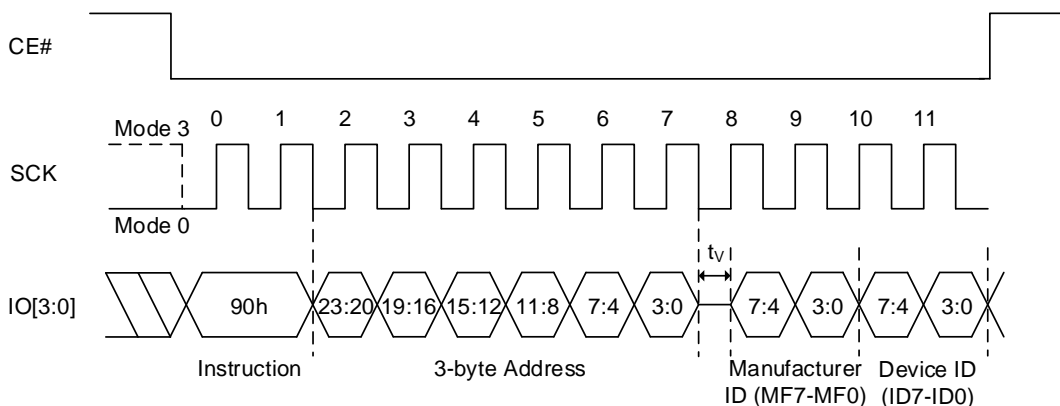 CE#
0 1 2 3 4 5 6 7 8 9 10 11
Mode 3
SCK
Mode 0
tV
IO[3:0] 90h 23:20 19:16 15:12 11:8 7:4 3:0 7:4 3:0 7:4 3:0
Instruction 3-byte Address Manufacturer Device ID
ID (MF7-MF0) (ID7-ID0)